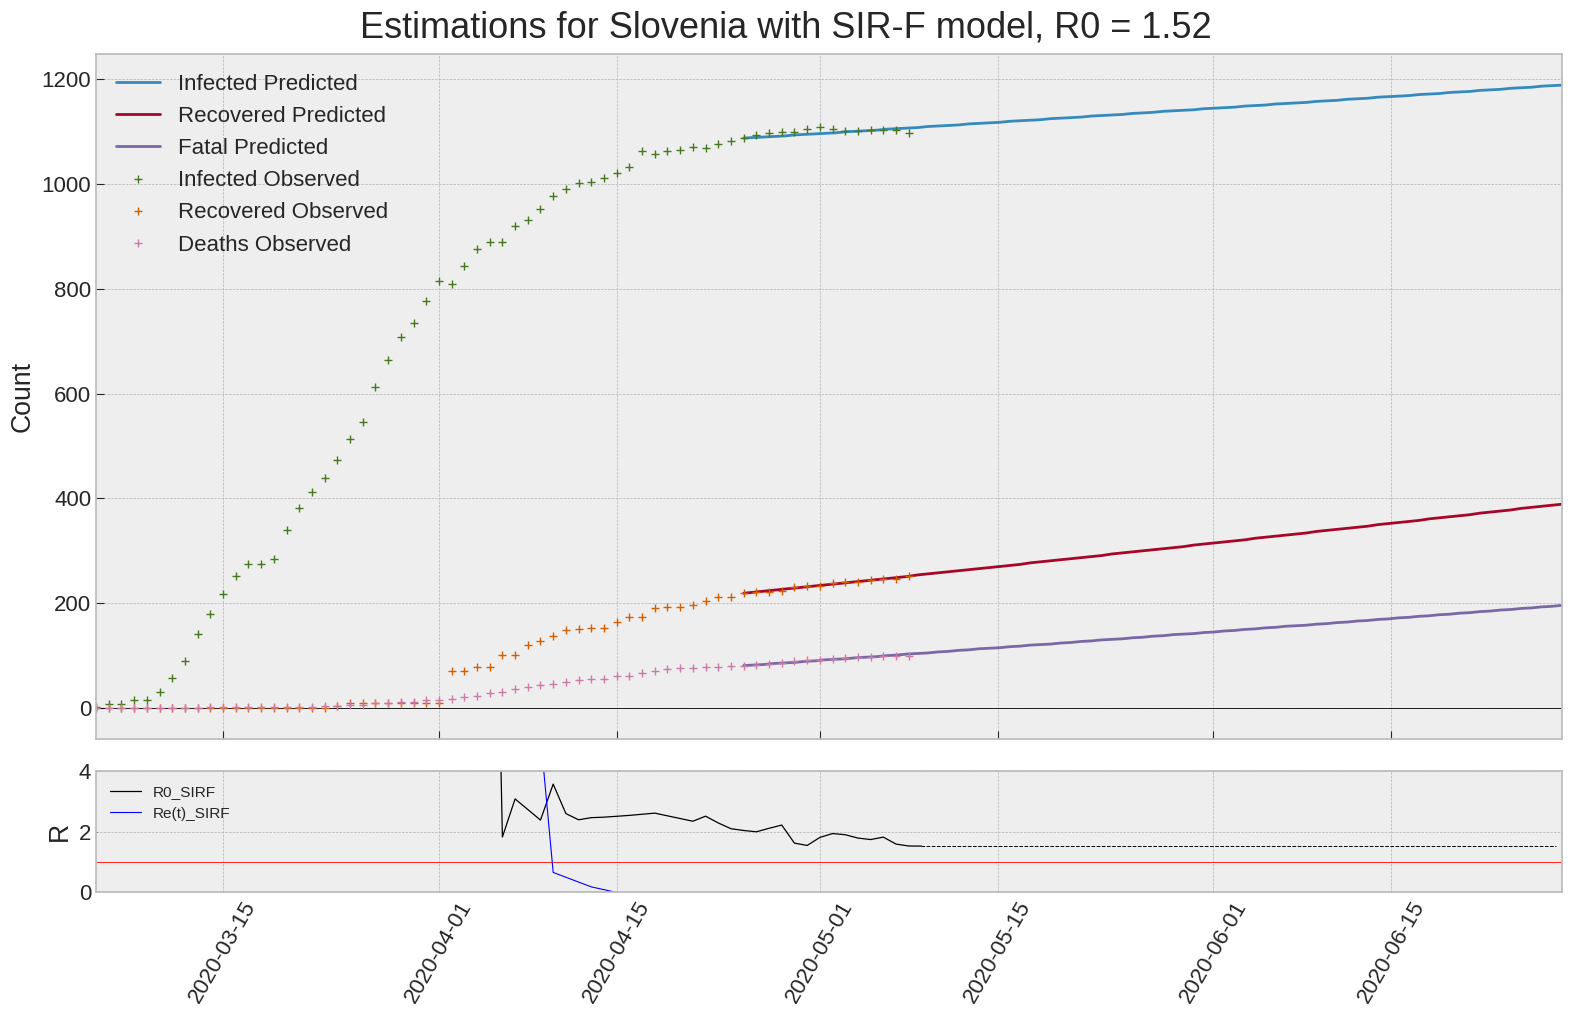 Estimations for Slovenia with SIR-F model, R0 = 1.52
Infected Predicted
Recovered Predicted
Fatal Predicted
Infected Observed
Recovered Observed
Deaths Observed
1200
1000
800
600
400
200
0
Count
R0_SIRF
Re(t)_SIRF
4
2
0
R
2020-03-15
2020-04-01
2020-04-15
2020-05-01
2020-05-15
2020-06-01
2020-06-15